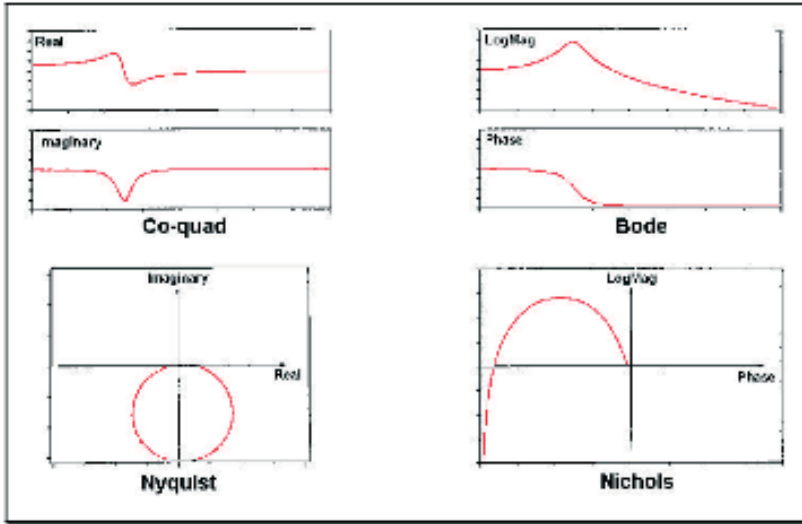 Real
Imaginary
Co-quad
LogMag
Phase
Bode
Imaginary
Real
Nyquist
LogMag
Phase
Nichols